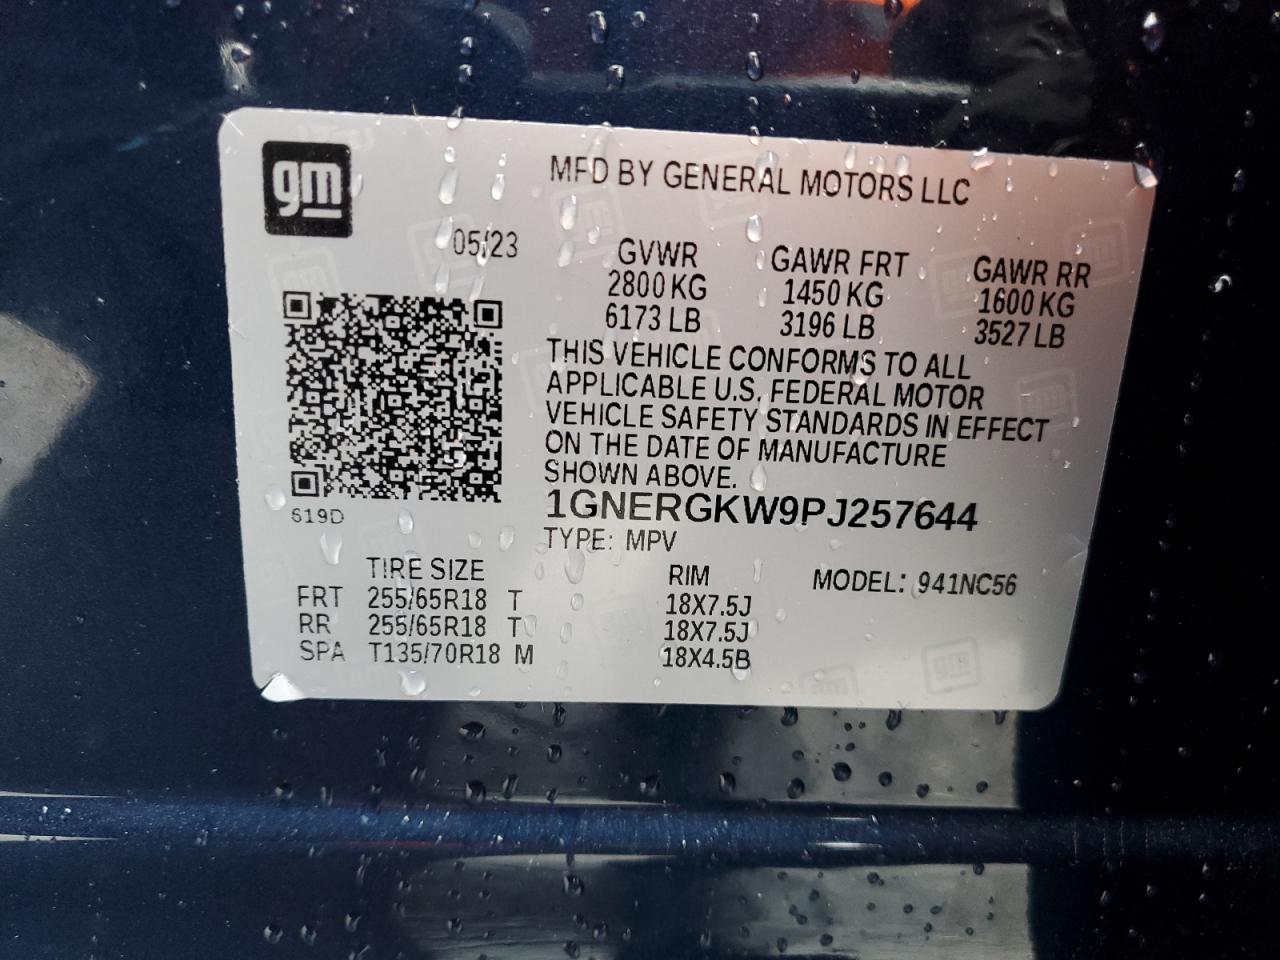 gm
MFD BY GENERAL MOTORS LLC
05/23
GVWR GAWR FRT GAWR RR
2800 KG 1450 KG 1600 KG
6173 LB 3196 LB 3527 LB
THIS VEHICLE CONFORMS TO ALL
APPLICABLE U.S. FEDERAL MOTOR
VEHICLE SAFETY STANDARDS IN EFFECT
ON THE DATE OF MANUFACTURE
SHOWN ABOVE.
1GNERGKW9PJ257644
619D
TYPE: MPV
TIRE SIZE RIM MODEL: 941NC56
FRT 255/65R18 T 18X7.5J
RR 255/65R18 T 18X7.5J
SPA T135/70R18 M 18X4.5B